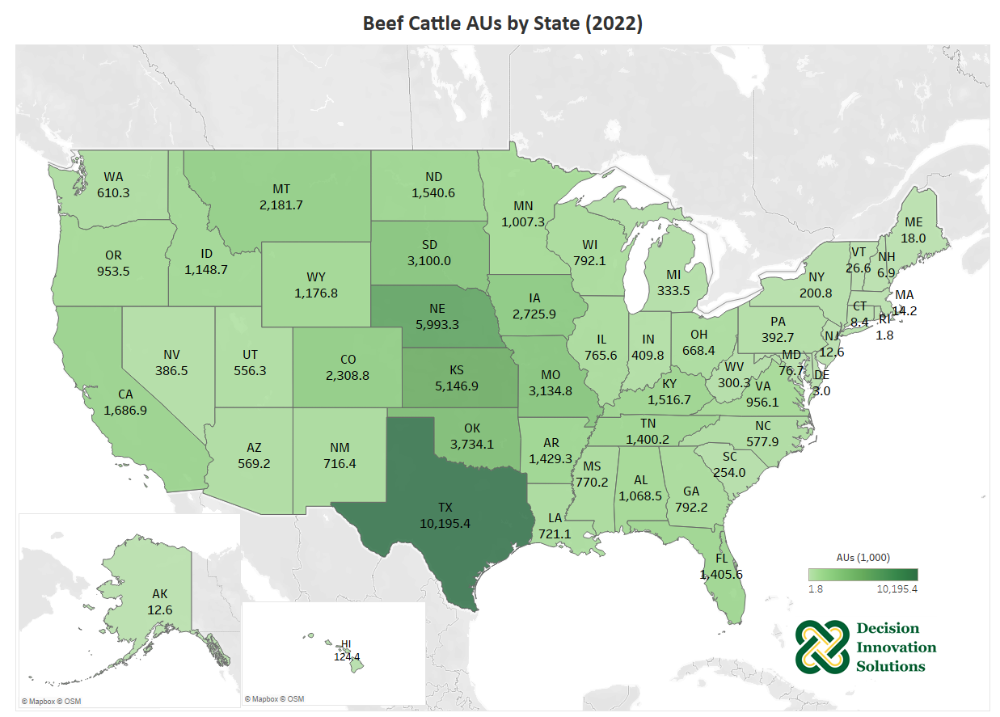 Beef Cattle AUs by State (2022)
WA
610.3
MT
2,181.7
ND
1,540.6
MN
1,007.3
ME
18.0
OR
953.5
ID
1,148.7
SD
3,100.0
WI
792.1
VT
26.6
NH
6.9
WY
1,176.8
MI
333.5
NY
200.8
MA
14.2
NE
5,993.3
IA
2,725.9
CT
8.4
RI
1.8
PA
392.7
NV
386.5
UT
556.3
CO
2,308.8
IL
765.6
IN
409.8
OH
668.4
NJ
12.6
MD
76.7
KS
5,146.9
MO
3,134.8
WV
300.3
DE
3.0
CA
1,686.9
KY
1,516.7
VA
956.1
OK
3,734.1
TN
1,400.2
NC
577.9
AZ
569.2
NM
716.4
AR
1,429.3
SC
254.0
MS
770.2
AL
1,068.5
GA
792.2
TX
10,195.4
LA
721.1
FL
1,405.6
AUs (1,000)
1.8 10,195.4
AK
12.6
HI
124.4
Decision
Innovation
Solutions
© Mapbox © OSM
© Mapbox © OSM